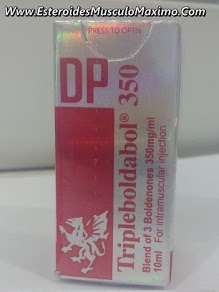 www.EsteroidesMusculoMaximo.Com
PRESS TO OPEN
DP
Tripleboldabol® 350
Blend of 3 Boldenones 350mg/ml
10ml For intramuscular injection